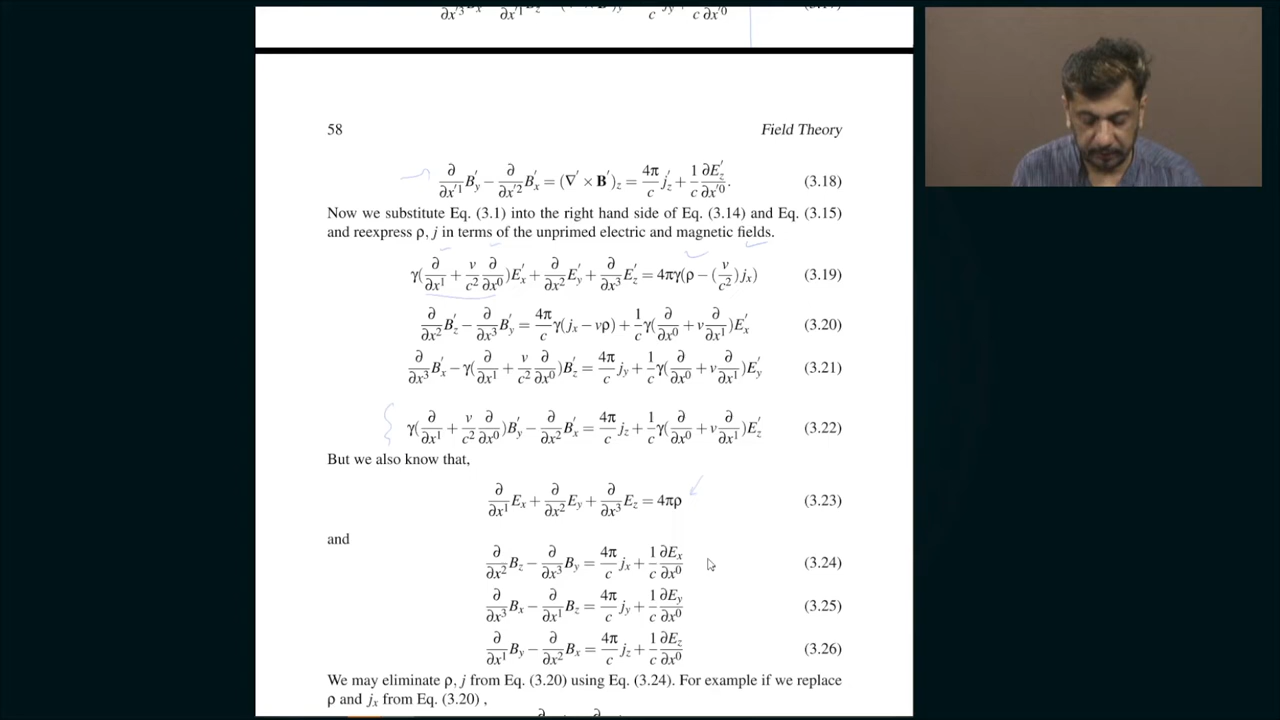 58 Field Theory
∂/∂x'¹ B'_y − ∂/∂x'² B'_x = (∇' × B')_z = 4π/c j'_z + 1/c ∂E'_z/∂x'⁰. (3.18)
Now we substitute Eq. (3.1) into the right hand side of Eq. (3.14) and Eq. (3.15)
and reexpress ρ, j in terms of the unprimed electric and magnetic fields.
γ(∂/∂x¹ + v/c² ∂/∂x⁰)E'_x + ∂/∂x² E'_y + ∂/∂x³ E'_z = 4πγ(ρ − (v/c²)j_x) (3.19)
∂/∂x² B'_z − ∂/∂x³ B'_y = 4π/c γ(j_x − vρ) + 1/c γ(∂/∂x⁰ + v ∂/∂x¹)E'_x (3.20)
∂/∂x³ B'_x − γ(∂/∂x¹ + v/c² ∂/∂x⁰)B'_z = 4π/c j_y + 1/c γ(∂/∂x⁰ + v ∂/∂x¹)E'_y (3.21)
γ(∂/∂x¹ + v/c² ∂/∂x⁰)B'_y − ∂/∂x² B'_x = 4π/c j_z + 1/c γ(∂/∂x⁰ + v ∂/∂x¹)E'_z (3.22)
But we also know that,
∂/∂x¹ E_x + ∂/∂x² E_y + ∂/∂x³ E_z = 4πρ (3.23)
and
∂/∂x² B_z − ∂/∂x³ B_y = 4π/c j_x + 1/c ∂E_x/∂x⁰ (3.24)
∂/∂x³ B_x − ∂/∂x¹ B_z = 4π/c j_y + 1/c ∂E_y/∂x⁰ (3.25)
∂/∂x¹ B_y − ∂/∂x² B_x = 4π/c j_z + 1/c ∂E_z/∂x⁰ (3.26)
We may eliminate ρ, j from Eq. (3.20) using Eq. (3.24). For example if we replace
ρ and j_x from Eq. (3.20) ,